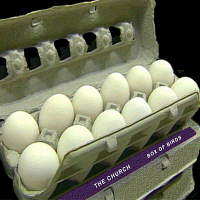 THE CHURCH
BOX OF BIRDS